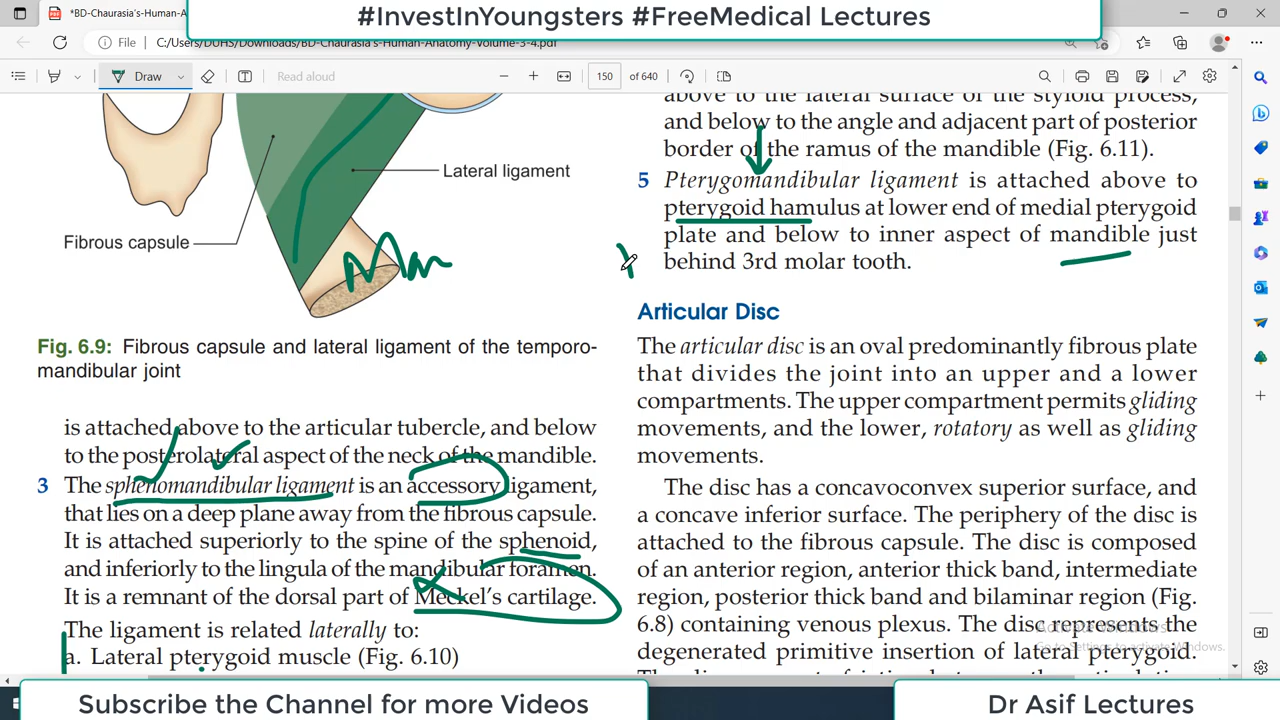 #InvestInYoungsters #FreeMedical Lectures
*BD-Chaurasia's-Human-A
File
C:/Users/DUHS/Downloads/BD-Chaurasia's-Human-Anatomy-Volume-3-4.pdf
Draw
Read aloud
150
of 640
Lateral ligament
Fibrous capsule
Man
Fig. 6.9: Fibrous capsule and lateral ligament of the temporo-
mandibular joint
is attached above to the articular tubercle, and below
to the posterolateral aspect of the neck of the mandible.
3 The sphenomandibular ligament is an accessory ligament,
that lies on a deep plane away from the fibrous capsule.
It is attached superiorly to the spine of the sphenoid,
and inferiorly to the lingula of the mandibular foramen.
It is a remnant of the dorsal part of Meckel's cartilage.
The ligament is related laterally to:
a. Lateral pterygoid muscle (Fig. 6.10)
above to the lateral surface of the styloid process,
and below to the angle and adjacent part of posterior
border of the ramus of the mandible (Fig. 6.11).
5 Pterygomandibular ligament is attached above to
pterygoid hamulus at lower end of medial pterygoid
plate and below to inner aspect of mandible just
behind 3rd molar tooth.
Articular Disc
The articular disc is an oval predominantly fibrous plate
that divides the joint into an upper and a lower
compartments. The upper compartment permits gliding
movements, and the lower, rotatory as well as gliding
movements.
The disc has a concavoconvex superior surface, and
a concave inferior surface. The periphery of the disc is
attached to the fibrous capsule. The disc is composed
of an anterior region, anterior thick band, intermediate
region, posterior thick band and bilaminar region (Fig.
6.8) containing venous plexus. The disc represents the
degenerated primitive insertion of lateral pterygoid.
Activate Windows
Go to Settings to activate Windows.
Subscribe the Channel for more Videos
Dr Asif Lectures